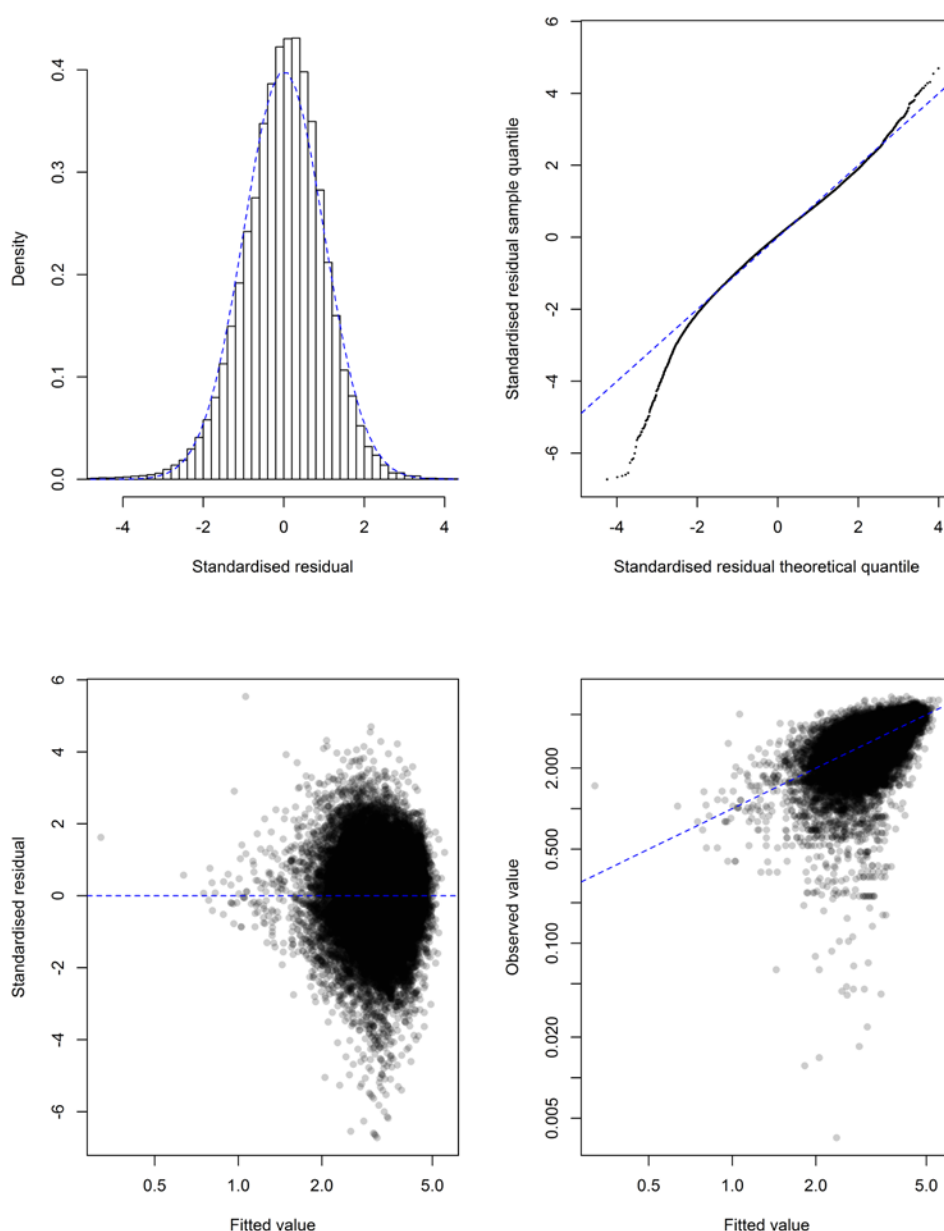 0.0 0.1 0.2 0.3 0.4
Density
-4 -2 0 2 4
Standardised residual
6
4
2
0
-2
-4
-6
Standardised residual sample quantile
-4 -2 0 2 4
Standardised residual theoretical quantile
6
4
2
0
-2
-4
-6
Standardised residual
0.5 1.0 2.0 5.0
Fitted value
2.000
0.500
0.100
0.020
0.005
Observed value
0.5 1.0 2.0 5.0
Fitted value